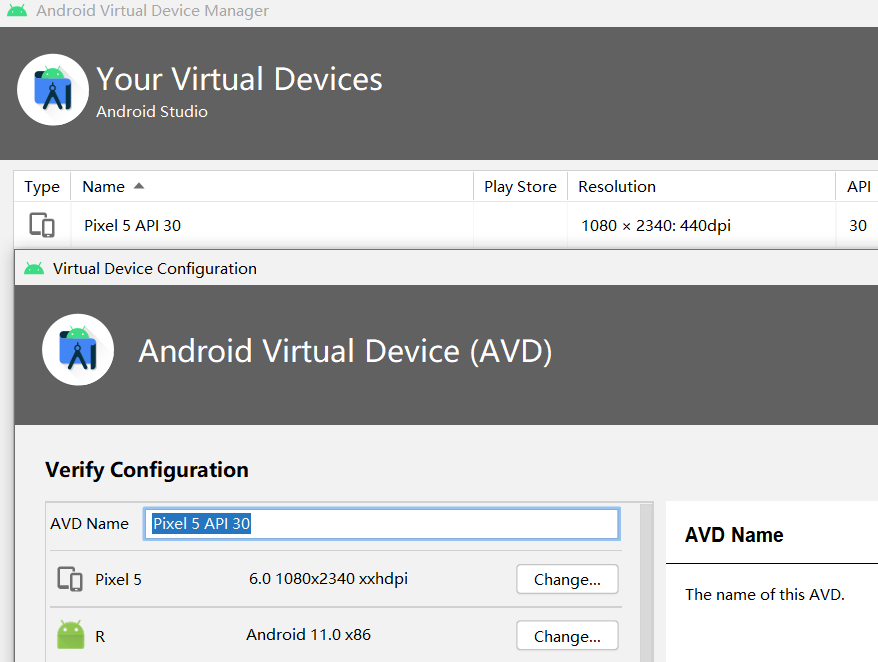 Android Virtual Device Manager
Your Virtual Devices
Android Studio
Type Name Play Store Resolution API
Pixel 5 API 30 1080 × 2340: 440dpi 30
Virtual Device Configuration
Android Virtual Device (AVD)
Verify Configuration
AVD Name Pixel 5 API 30
AVD Name
Pixel 5 6.0 1080x2340 xxhdpi Change...
The name of this AVD.
R Android 11.0 x86 Change...